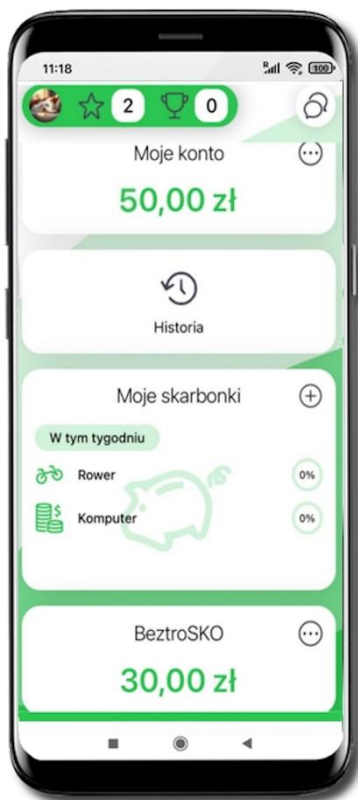 11:18
R 100
2 0
Moje konto
50,00 zł
Historia
Moje skarbonki
W tym tygodniu
Rower 0%
$
Komputer 0%
BeztroSKO
30,00 zł